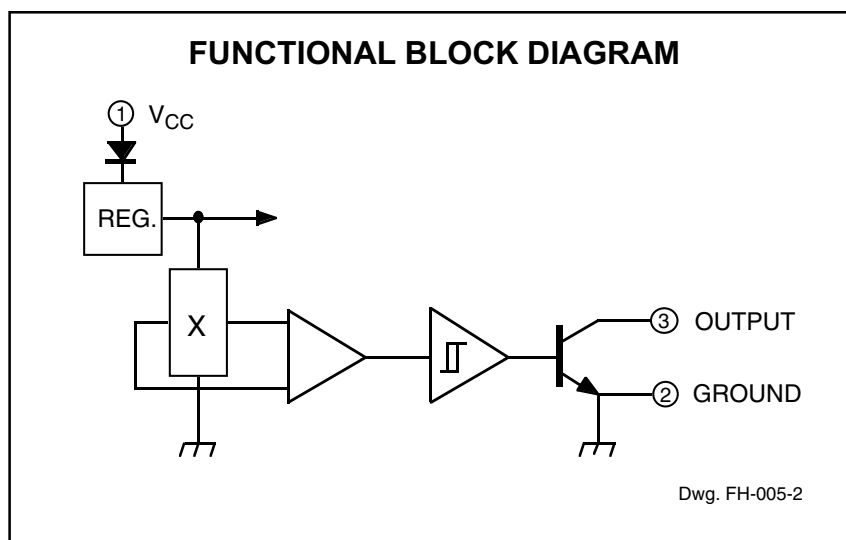 FUNCTIONAL BLOCK DIAGRAM
1 VCC
REG.
X
3 OUTPUT
2 GROUND
Dwg. FH-005-2